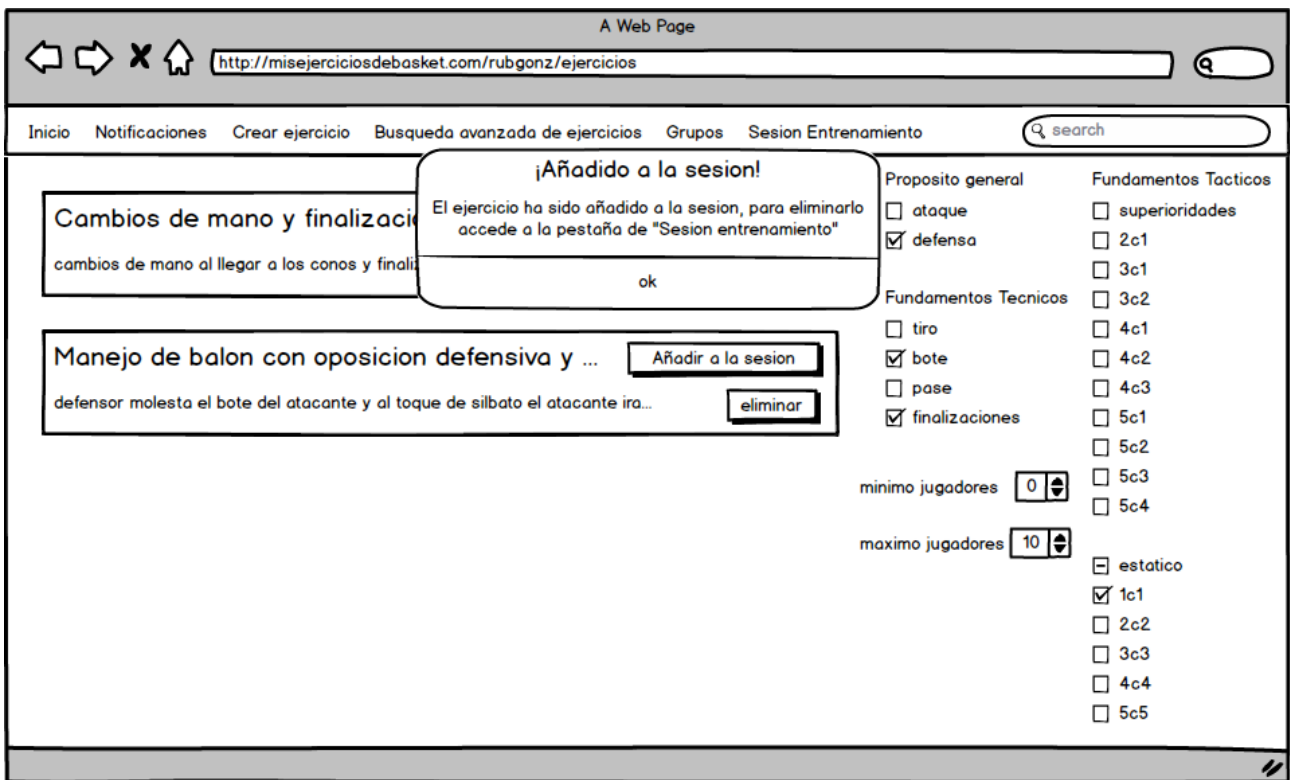 A Web Page
http://misejerciciosdebasket.com/rubgonz/ejercicios
Inicio Notificaciones Crear ejercicio Busqueda avanzada de ejercicios Grupos Sesion Entrenamiento search
¡Añadido a la sesion!
El ejercicio ha sido añadido a la sesion, para eliminarlo
accede a la pestaña de "Sesion entrenamiento"
ok
Cambios de mano y
cambios de mano al llegar a los conos y
Manejo de balon con oposicion defensiva y ... Añadir a la sesion
defensor molesta el bote del atacante y al toque de silbato el atacante ira... eliminar
Proposito general
ataque
defensa
Fundamentos Tecnicos
tiro
bote
pase
finalizaciones
minimo jugadores 0
maximo jugadores 10
Fundamentos Tacticos
superioridades
2c1
3c1
3c2
4c1
4c2
4c3
5c1
5c2
5c3
5c4
estatico
1c1
2c2
3c3
4c4
5c5